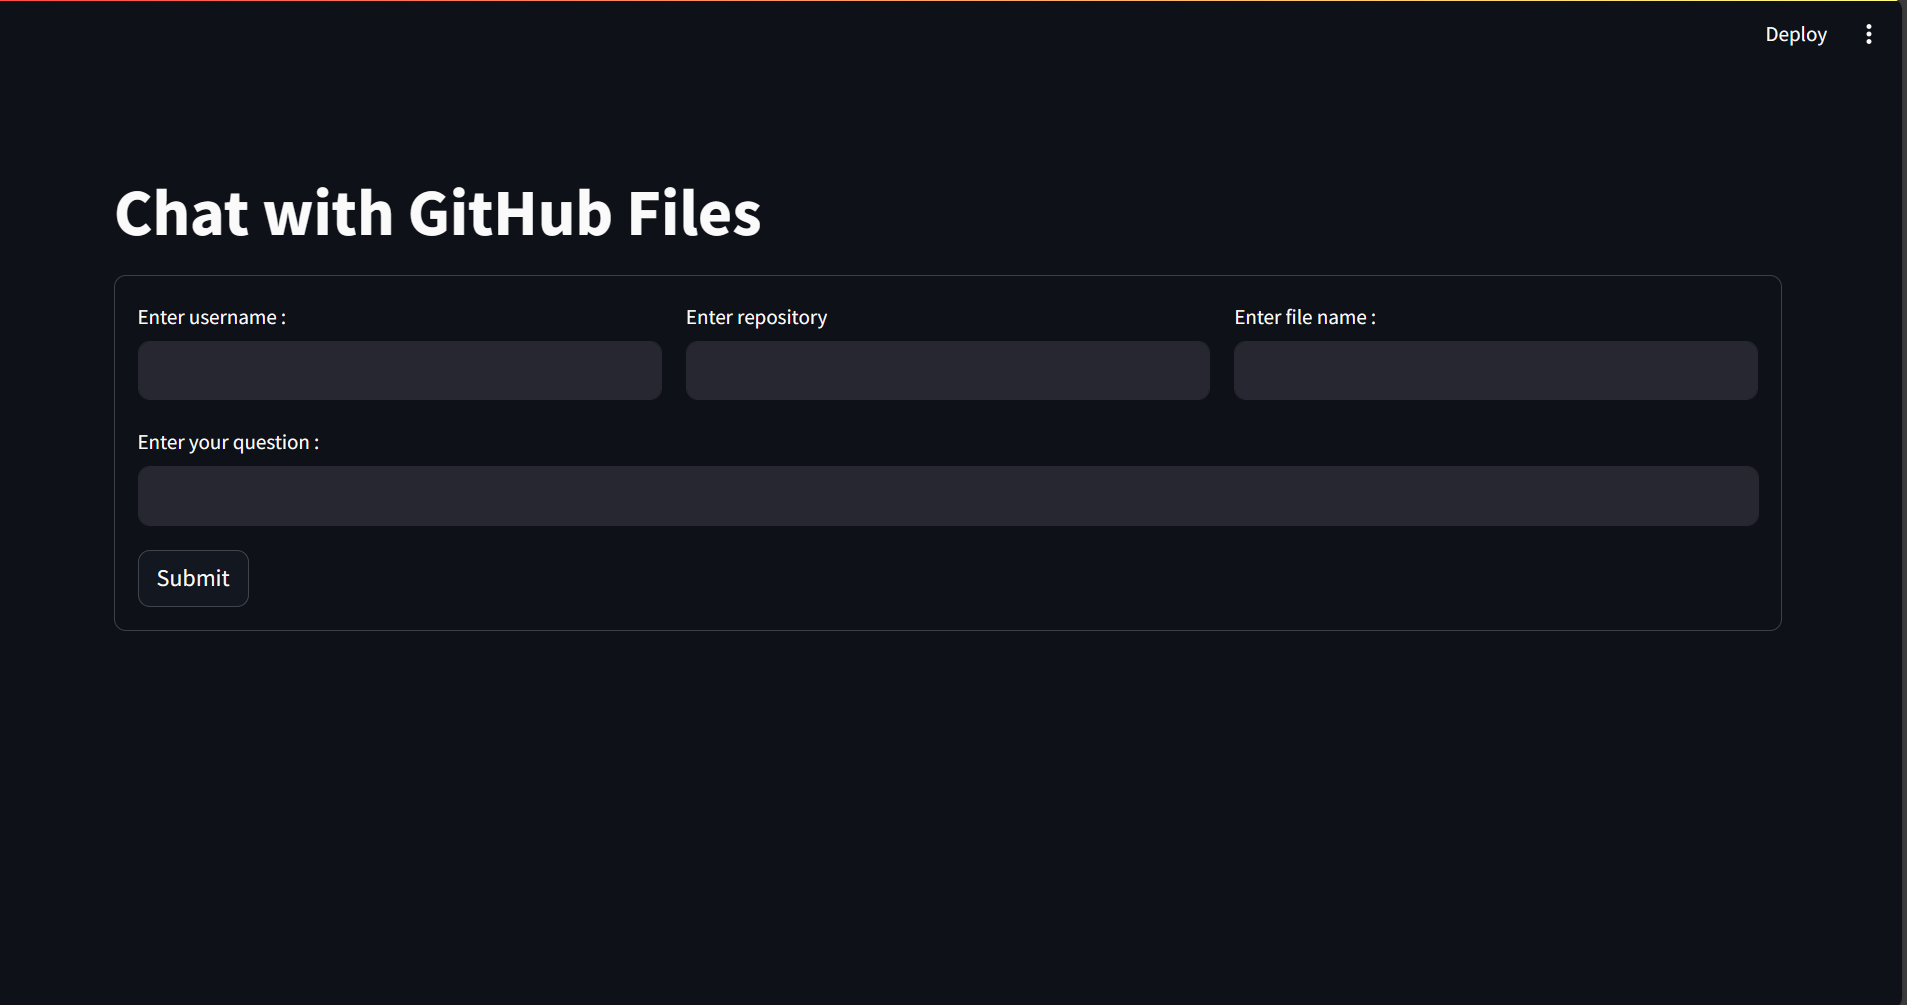 Deploy
Chat with GitHub Files
Enter username :
Enter repository
Enter file name :
Enter your question :
Submit